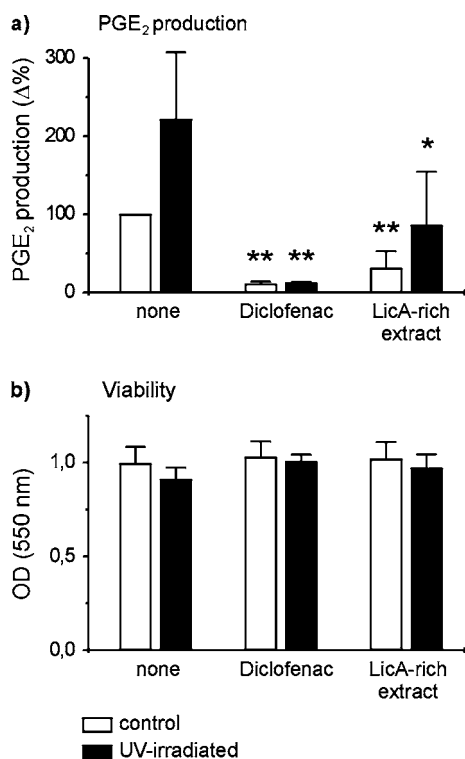 a) PGE₂ production
PGE₂ production (Δ%)
300
200
100
0
** ** ** *
none Diclofenac LicA-rich
extract
b) Viability
OD (550 nm)
1,0
0,5
0,0
none Diclofenac LicA-rich
extract
control
UV-irradiated